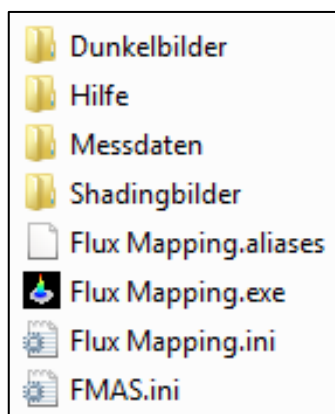 Dunkelbilder
Hilfe
Messdaten
Shadingbilder
Flux Mapping.aliases
Flux Mapping.exe
Flux Mapping.ini
FMAS.ini